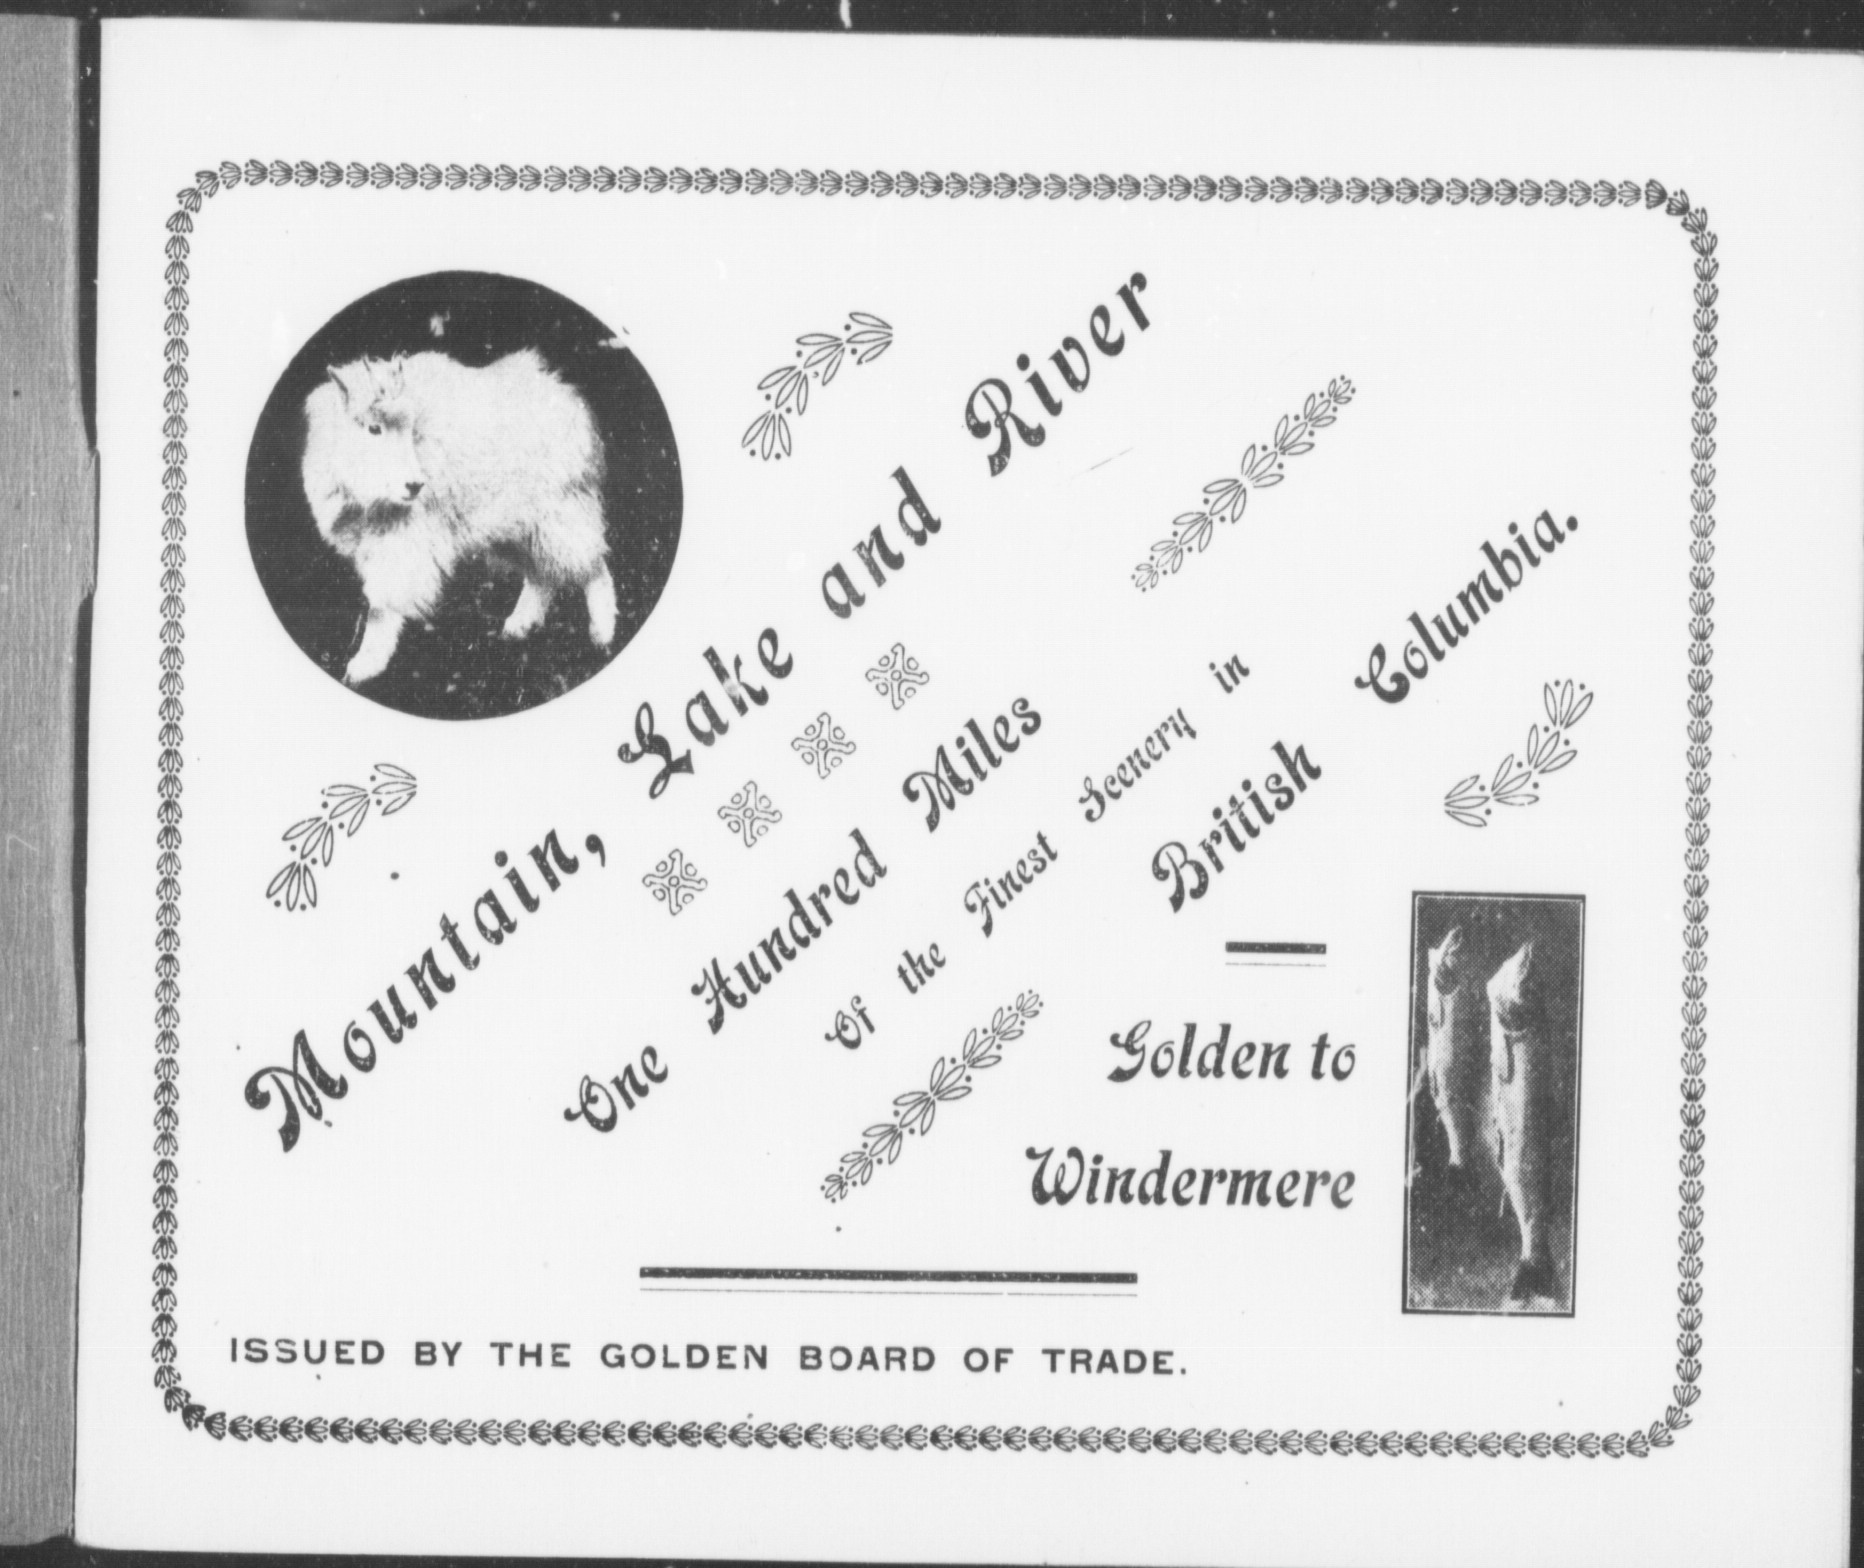 Mountain, Lake and River
One Hundred Miles
Of the Finest Scenery in
British Columbia.
Golden to
Windermere
ISSUED BY THE GOLDEN BOARD OF TRADE.